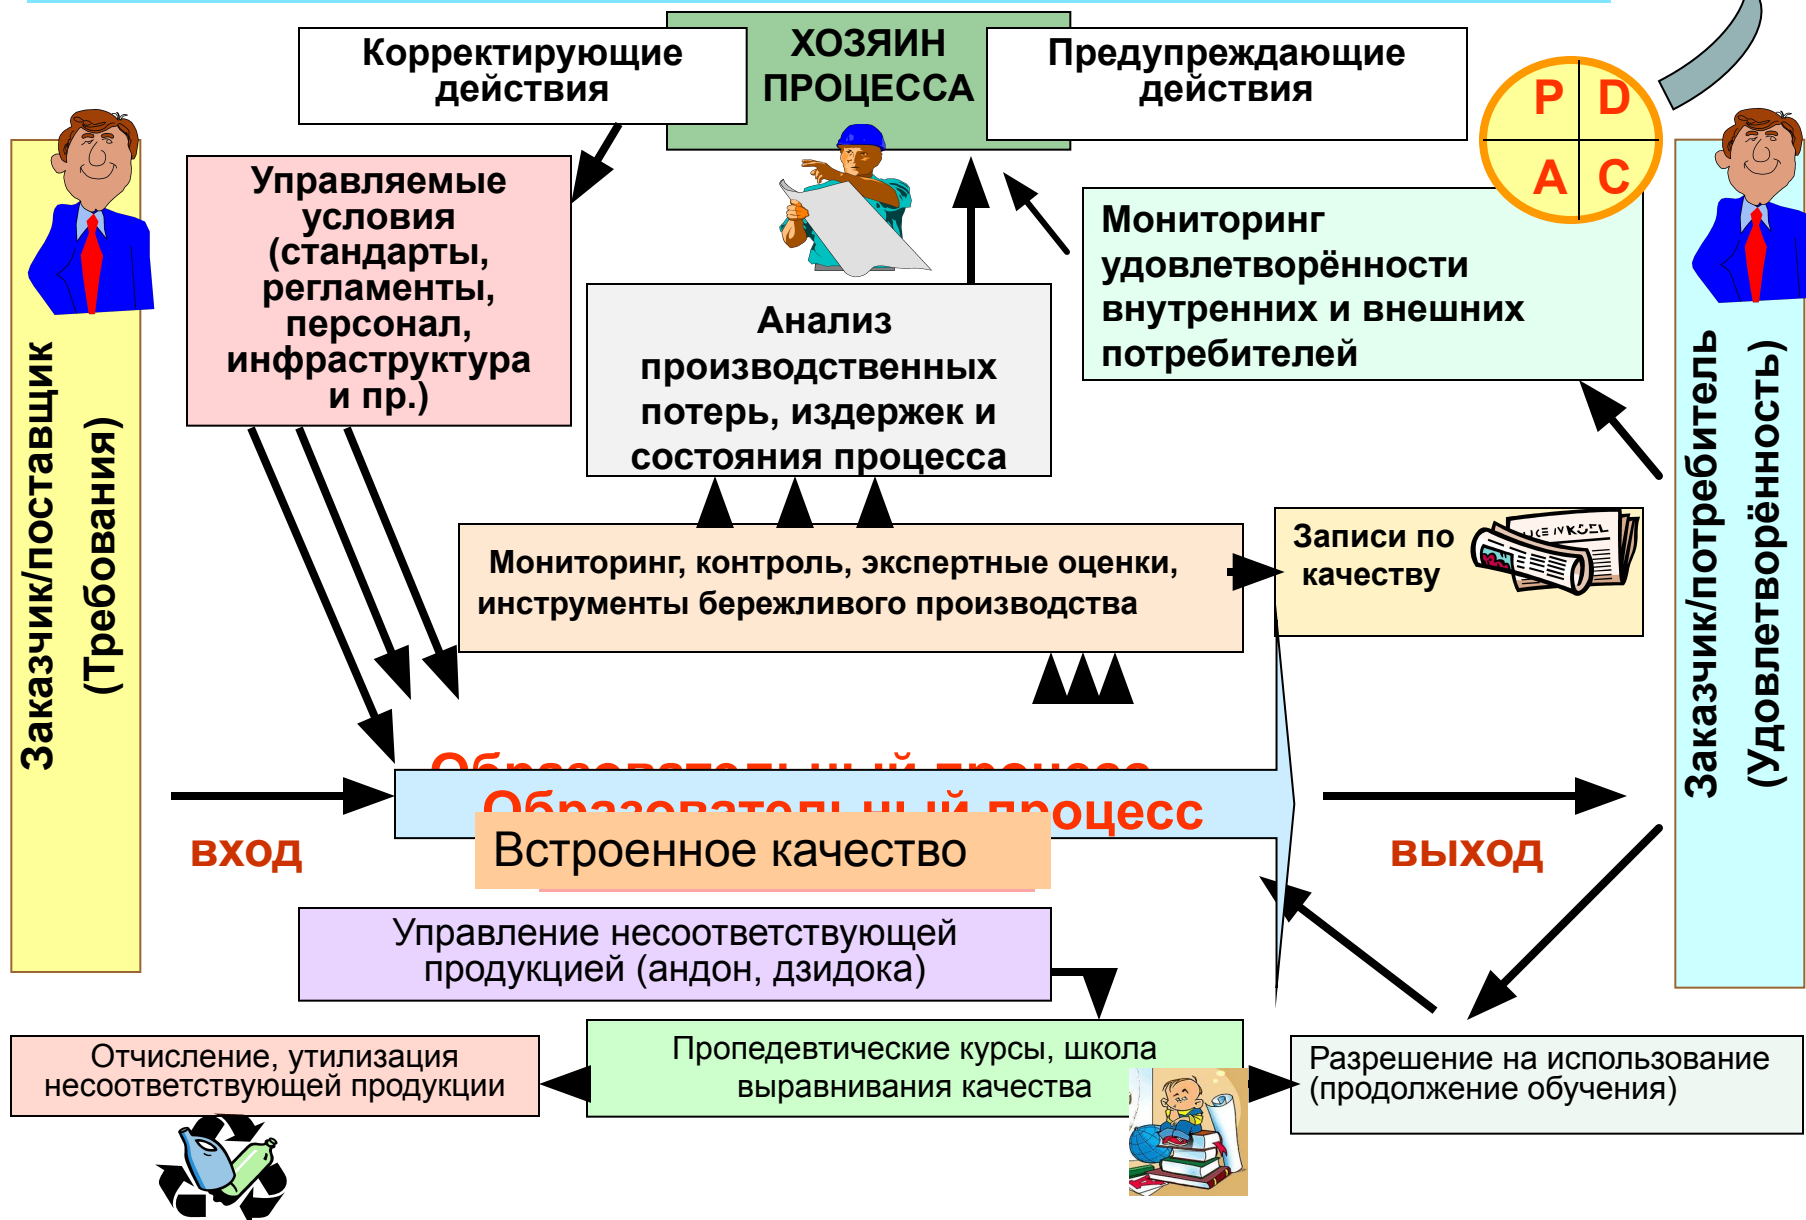 Корректирующие
действия
ХОЗЯИН
ПРОЦЕССА
Предупреждающие
действия
P D
A C
Управляемые
условия
(стандарты,
регламенты,
персонал,
инфраструктура
и пр.)
Мониторинг
удовлетворённости
внутренних и внешних
потребителей
Анализ
производственных
потерь, издержек и
состояния процесса
Заказчик/поставщик
(Требования)
Заказчик/потребитель
(Удовлетворённость)
Мониторинг, контроль, экспертные оценки,
инструменты бережливого производства
Записи по
качеству
Образовательный процесс
Образовательный процесс
Встроенное качество
вход
выход
Управление несоответствующей
продукцией (андон, дзидока)
Отчисление, утилизация
несоответствующей продукции
Пропедевтические курсы, школа
выравнивания качества
Разрешение на использование
(продолжение обучения)